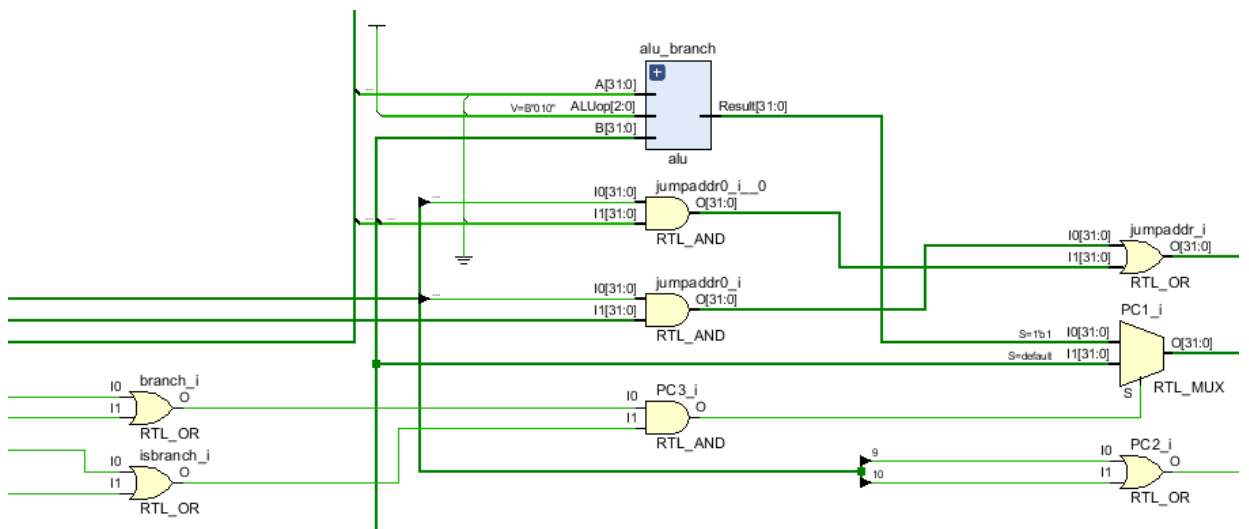 alu_branch
+
A[31:0]
...
V=B"010"
ALUop[2:0]
Result[31:0]
B[31:0]
alu
jumpaddr0_i__0
...
I0[31:0]
O[31:0]
... ...
I1[31:0]
RTL_AND
jumpaddr_i
I0[31:0]
O[31:0]
I1[31:0]
RTL_OR
jumpaddr0_i
...
I0[31:0]
O[31:0]
I1[31:0]
RTL_AND
PC1_i
S=1'b1
I0[31:0]
O[31:0]
S=default
I1[31:0]
S
RTL_MUX
branch_i
I0
O
I1
RTL_OR
PC3_i
I0
O
I1
RTL_AND
isbranch_i
I0
O
I1
RTL_OR
PC2_i
9
I0
O
10
I1
RTL_OR